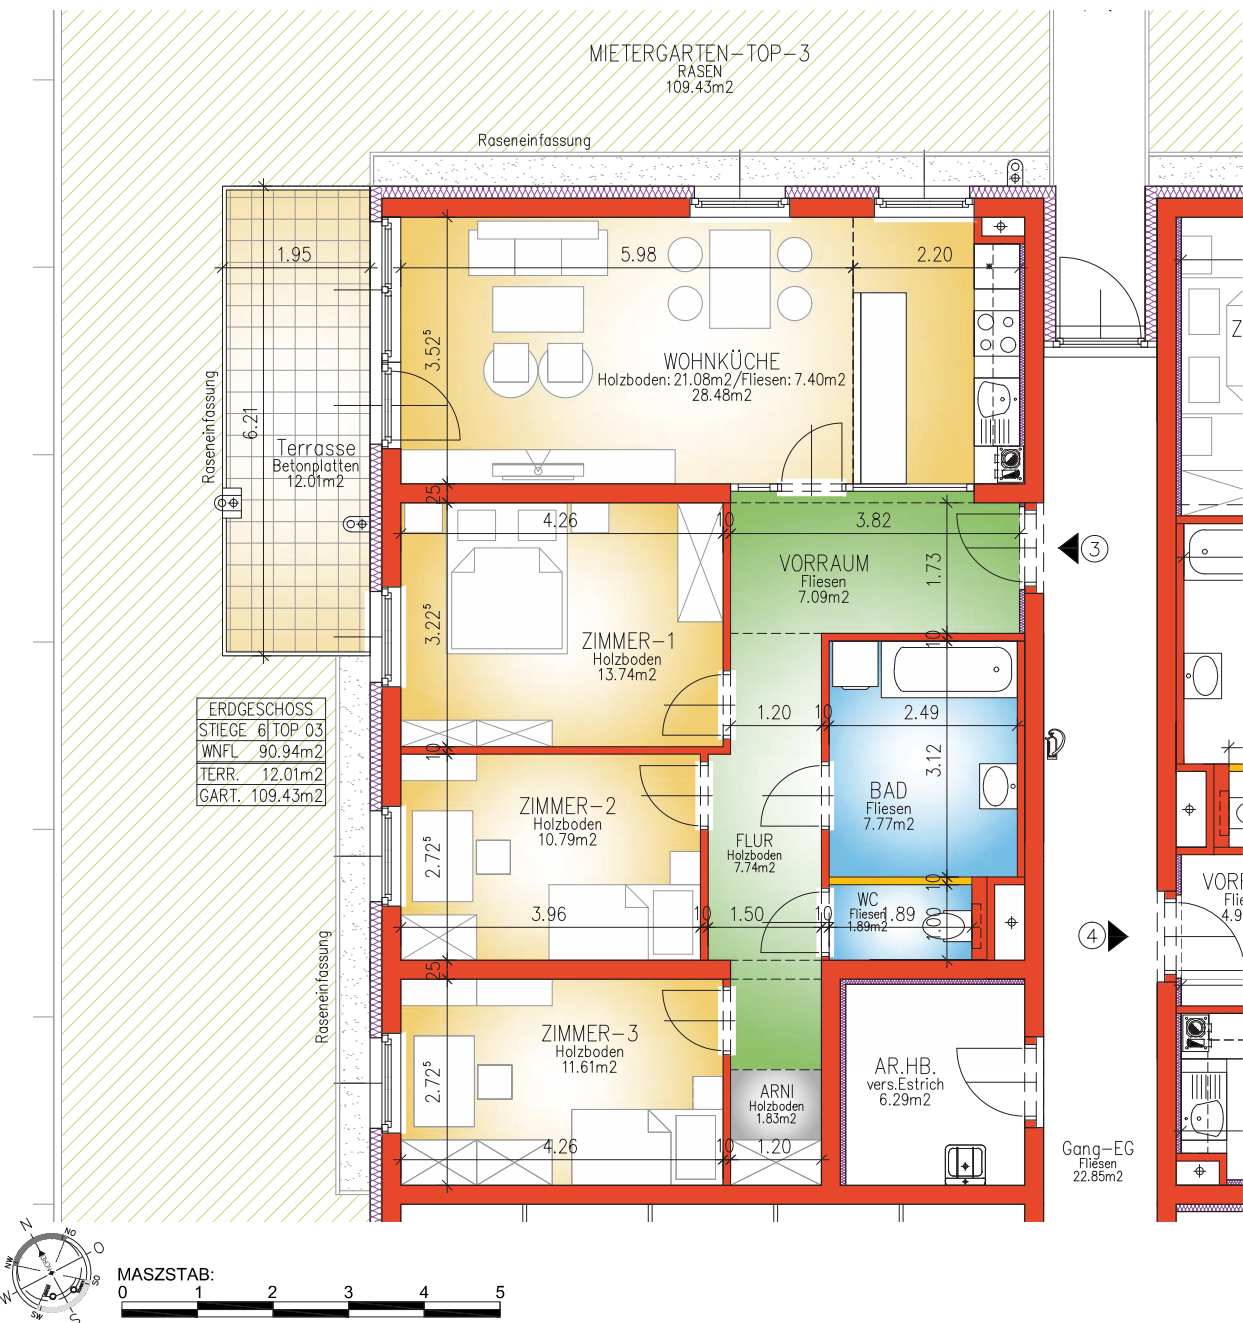 MIETERGARTEN-TOP-3
RASEN
109.43m2
Raseneinfassung
1.95
5.98
2.20
3.52⁵
WOHNKÜCHE
Holzboden: 21.08m2/Fliesen: 7.40m2
28.48m2
Raseneinfassung
6.21
Terrasse
Betonplatten
12.01m2
25
4.26
10
3.82
VORRAUM
Fliesen
7.09m2
1.73
3
3.22⁵
ZIMMER-1
Holzboden
13.74m2
10
1.20
10
2.49
3.12
ERDGESCHOSS
STIEGE 6 TOP 03
WNFL 90.94m2
TERR. 12.01m2
GART. 109.43m2
10
ZIMMER-2
Holzboden
10.79m2
2.72⁵
BAD
Fliesen
7.77m2
FLUR
Holzboden
7.74m2
10
WC
Fliesen
1.89m2
3.96
10
1.50
10
1.89
1.00
VORR
Flie
4.9
4
Raseneinfassung
25
ZIMMER-3
Holzboden
11.61m2
2.72⁵
ARNI
Holzboden
1.83m2
AR.HB.
vers.Estrich
6.29m2
4.26
10
1.20
Gang-EG
Fliesen
22.85m2
Z
N
NO
O
SO
S
SW
W
NW
NORDEN
MASZSTAB:
0 1 2 3 4 5